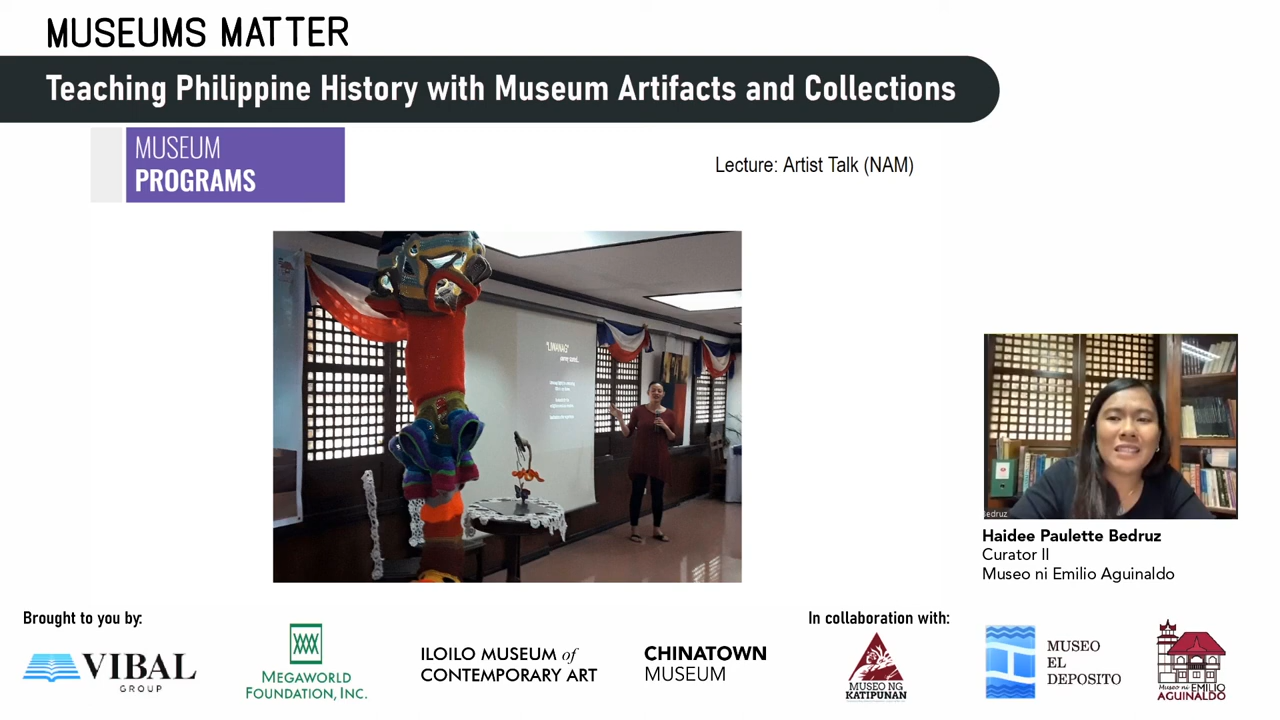 MUSEUMS MATTER
Teaching Philippine History with Museum Artifacts and Collections
MUSEUM
PROGRAMS
Lecture: Artist Talk (NAM)
"LIWANAG"
Bedruz
Haidee Paulette Bedruz
Curator II
Museo ni Emilio Aguinaldo
Brought to you by:
In collaboration with:
VIBAL
GROUP
MEGAWORLD
FOUNDATION, INC.
ILOILO MUSEUM of
CONTEMPORARY ART
CHINATOWN
MUSEUM
MUSEO NG
KATIPUNAN
MUSEO
EL
DEPOSITO
Museo ni EMILIO
AGUINALDO